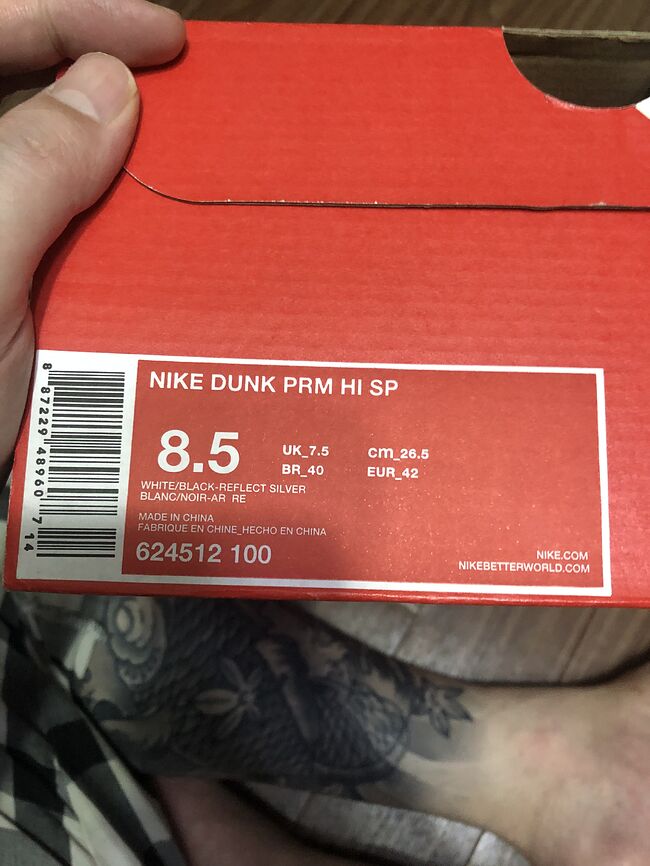 NIKE DUNK PRM HI SP
8.5
UK_7.5
cm_26.5
BR_40
EUR_42
WHITE/BLACK-REFLECT SILVER
BLANC/NOIR-AR RE
MADE IN CHINA
FABRIQUE EN CHINE_HECHO EN CHINA
624512 100
NIKE.COM
NIKEBETTERWORLD.COM
8 87229 48960 7 14